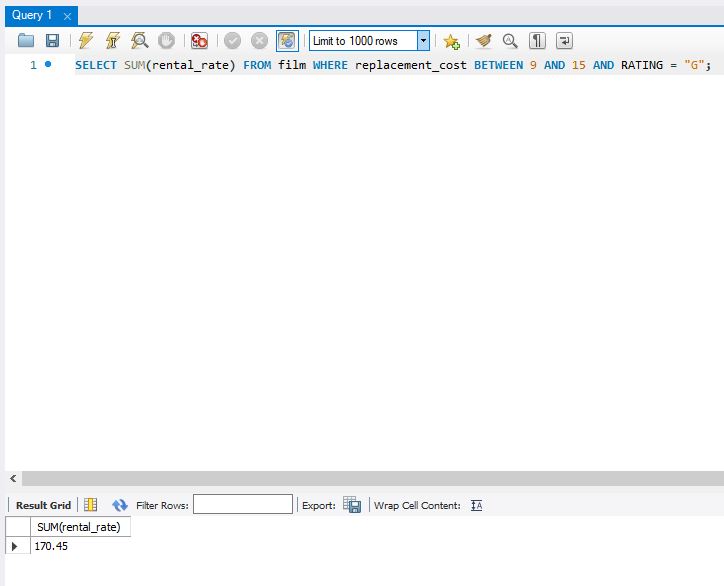 Query 1
Limit to 1000 rows
1 SELECT SUM(rental_rate) FROM film WHERE replacement_cost BETWEEN 9 AND 15 AND RATING = "G";
Result Grid Filter Rows: Export: Wrap Cell Content:
SUM(rental_rate)
170.45